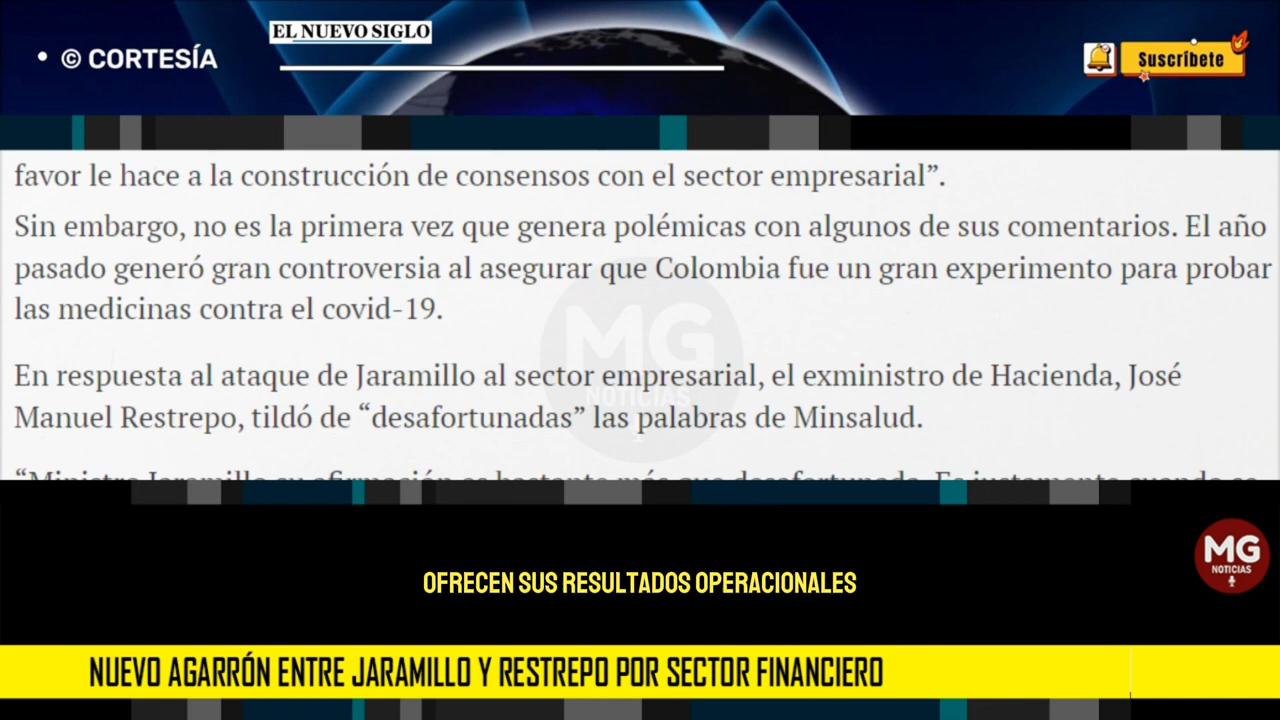 EL NUEVO SIGLO
• © CORTESÍA
Suscríbete
favor le hace a la construcción de consensos con el sector empresarial”.
Sin embargo, no es la primera vez que genera polémicas con algunos de sus comentarios. El año
pasado generó gran controversia al asegurar que Colombia fue un gran experimento para probar
las medicinas contra el covid-19.
En respuesta al ataque de Jaramillo al sector empresarial, el exministro de Hacienda, José
Manuel Restrepo, tildó de “desafortunadas” las palabras de Minsalud.
MG
NOTICIAS
OFRECEN SUS RESULTADOS OPERACIONALES
MG
NOTICIAS
NUEVO AGARRÓN ENTRE JARAMILLO Y RESTREPO POR SECTOR FINANCIERO